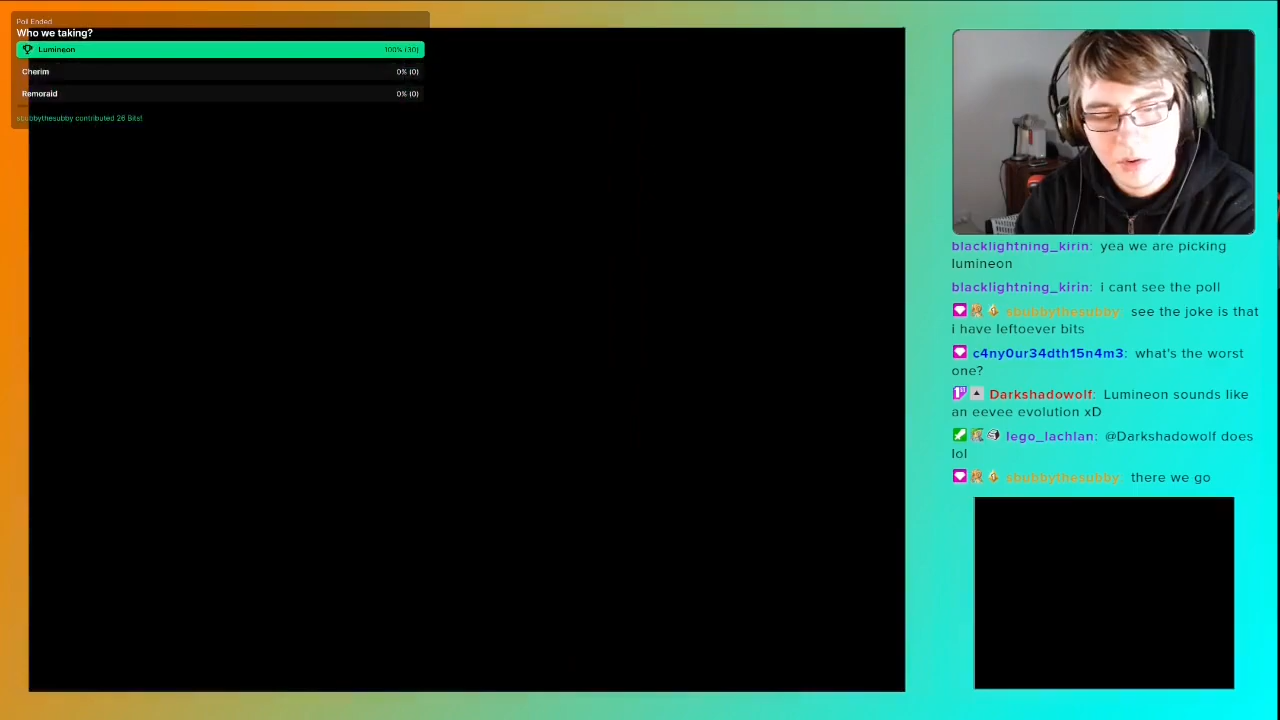 Poll Ended
Who we taking?
Lumineon 100% (30)
Cherim 0% (0)
Remoraid 0% (0)
sbubbythesubby contributed 26 Bits!
blacklightning_kirin: yea we are picking
lumineon
blacklightning_kirin: i cant see the poll
sbubbythesubby: see the joke is that
i have leftoever bits
c4ny0ur34dth15n4m3: what's the worst
one?
Darkshadowolf: Lumineon sounds like
an eevee evolution xD
lego_lachlan: @Darkshadowolf does
lol
sbubbythesubby: there we go